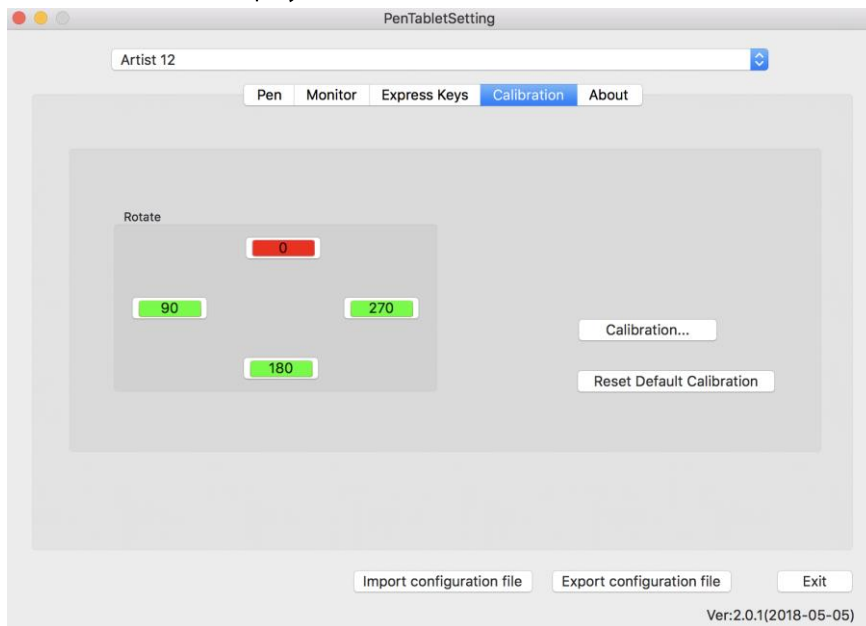 PenTabletSetting
Artist 12
Pen Monitor Express Keys Calibration About
Rotate
0
90 270
Calibration...
180
Reset Default Calibration
Import configuration file Export configuration file Exit
Ver:2.0.1(2018-05-05)